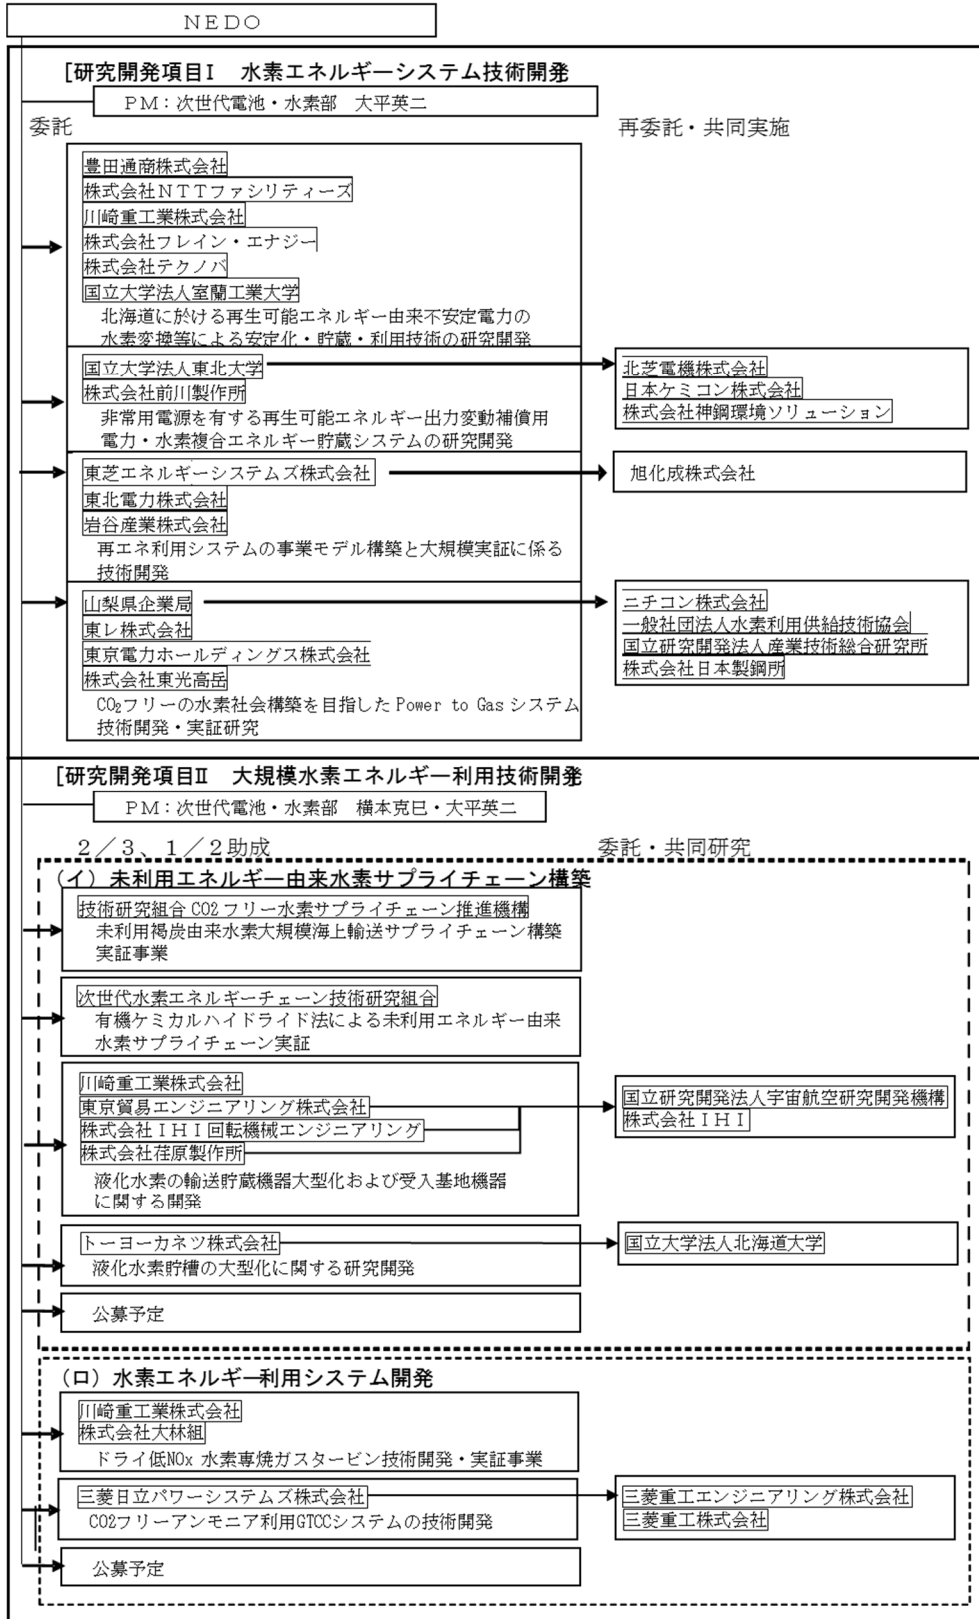 NEDO
[研究開発項目Ⅰ　水素エネルギーシステム技術開発
PM：次世代電池・水素部　大平英二
委託
再委託・共同実施
豊田通商株式会社
株式会社NTTファシリティーズ
川崎重工業株式会社
株式会社フレイン・エナジー
株式会社テクノバ
国立大学法人室蘭工業大学
北海道に於ける再生可能エネルギー由来不安定電力の
水素変換等による安定化・貯蔵・利用技術の研究開発
国立大学法人東北大学
株式会社前川製作所
非常用電源を有する再生可能エネルギー出力変動補償用
電力・水素複合エネルギー貯蔵システムの研究開発
北芝電機株式会社
日本ケミコン株式会社
株式会社神鋼環境ソリューション
東芝エネルギーシステムズ株式会社
東北電力株式会社
岩谷産業株式会社
再エネ利用システムの事業モデル構築と大規模実証に係る
技術開発
旭化成株式会社
山梨県企業局
東レ株式会社
東京電力ホールディングス株式会社
株式会社東光高岳
CO₂フリーの水素社会構築を目指した Power to Gas システム
技術開発・実証研究
ニチコン株式会社
一般社団法人水素利用供給技術協会
国立研究開発法人産業技術総合研究所
株式会社日本製鋼所
[研究開発項目Ⅱ　大規模水素エネルギー利用技術開発
PM：次世代電池・水素部　横本克巳・大平英二
2／3、1／2助成
委託・共同研究
（イ）未利用エネルギー由来水素サプライチェーン構築
技術研究組合 CO2 フリー水素サプライチェーン推進機構
未利用褐炭由来水素大規模海上輸送サプライチェーン構築
実証事業
次世代水素エネルギーチェーン技術研究組合
有機ケミカルハイドライド法による未利用エネルギー由来
水素サプライチェーン実証
川崎重工業株式会社
東京貿易エンジニアリング株式会社
株式会社IHI回転機械エンジニアリング
株式会社荏原製作所
液化水素の輸送貯蔵機器大型化および受入基地機器
に関する開発
国立研究開発法人宇宙航空研究開発機構
株式会社IHI
トーヨーカネツ株式会社
液化水素貯槽の大型化に関する研究開発
国立大学法人北海道大学
公募予定
（ロ）水素エネルギー利用システム開発
川崎重工業株式会社
株式会社大林組
ドライ低NOx 水素専焼ガスタービン技術開発・実証事業
三菱日立パワーシステムズ株式会社
CO2フリーアンモニア利用GTCCシステムの技術開発
三菱重工エンジニアリング株式会社
三菱重工株式会社
公募予定